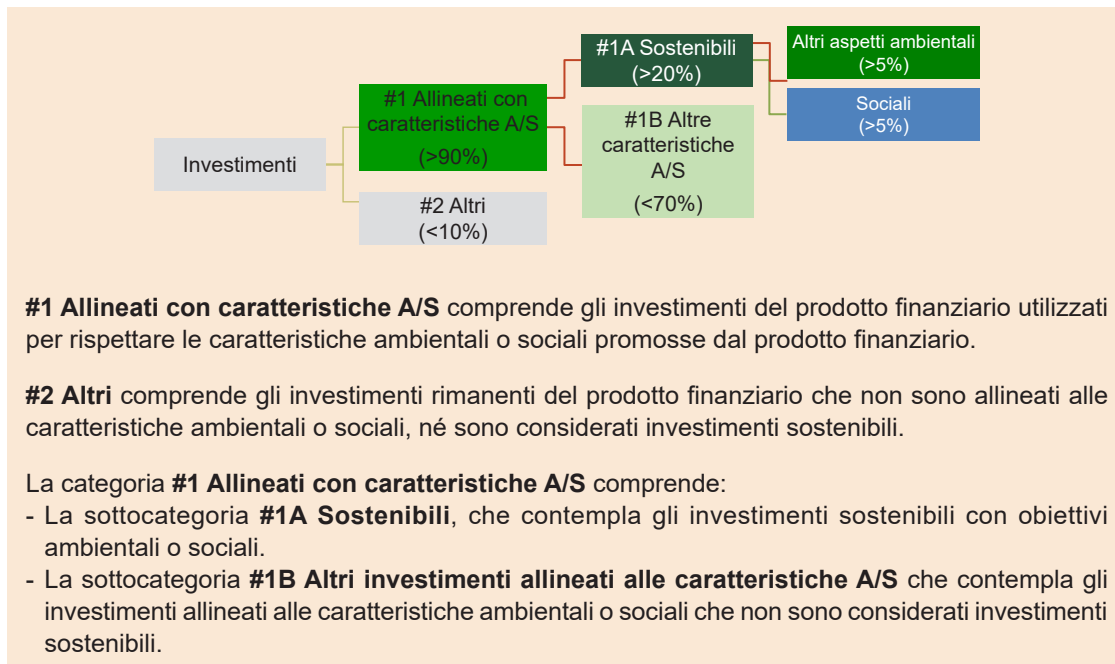 Investimenti
#1 Allineati con
caratteristiche A/S
(>90%)
#2 Altri
(<10%)
#1A Sostenibili
(>20%)
#1B Altre
caratteristiche
A/S
(<70%)
Altri aspetti ambientali
(>5%)
Sociali
(>5%)
#1 Allineati con caratteristiche A/S comprende gli investimenti del prodotto finanziario utilizzati
per rispettare le caratteristiche ambientali o sociali promosse dal prodotto finanziario.
#2 Altri comprende gli investimenti rimanenti del prodotto finanziario che non sono allineati alle
caratteristiche ambientali o sociali, né sono considerati investimenti sostenibili.
La categoria #1 Allineati con caratteristiche A/S comprende:
- La sottocategoria #1A Sostenibili, che contempla gli investimenti sostenibili con obiettivi
ambientali o sociali.
- La sottocategoria #1B Altri investimenti allineati alle caratteristiche A/S che contempla gli
investimenti allineati alle caratteristiche ambientali o sociali che non sono considerati investimenti
sostenibili.